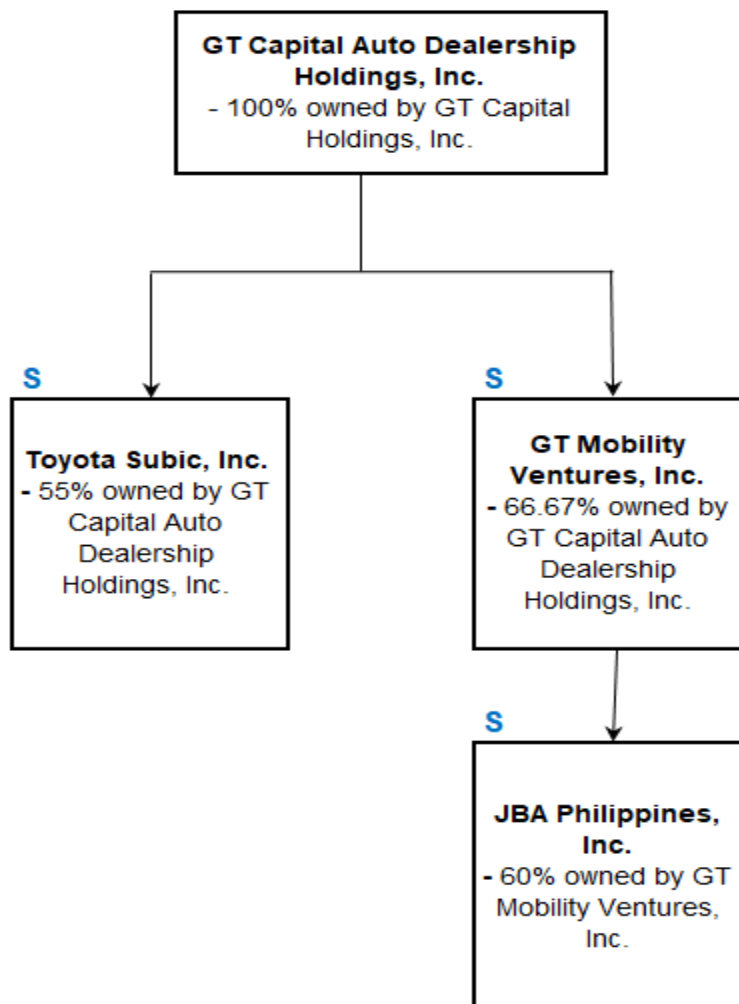 GT Capital Auto Dealership
Holdings, Inc.
- 100% owned by GT Capital
Holdings, Inc.
S
Toyota Subic, Inc.
- 55% owned by GT
Capital Auto
Dealership
Holdings, Inc.
S
GT Mobility
Ventures, Inc.
- 66.67% owned by
GT Capital Auto
Dealership
Holdings, Inc.
S
JBA Philippines,
Inc.
- 60% owned by GT
Mobility Ventures,
Inc.